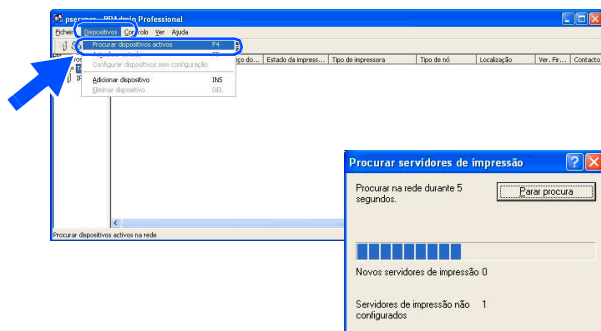 BRAdmin Professional
Dispositivos Controlo Ver Ajuda
Procurar dispositivos activos F4
Configurar dispositivos sem configuração
Adicionar dispositivo INS
Eliminar dispositivo DEL
Estado da impress... Tipo de impressora Tipo de nó Localização Ver. Fir... Contacto
Procurar dispositivos activos na rede
Procurar servidores de impressão
Procurar na rede durante 5
segundos.
Parar procura
Novos servidores de impressão 0
Servidores de impressão não 1
configurados